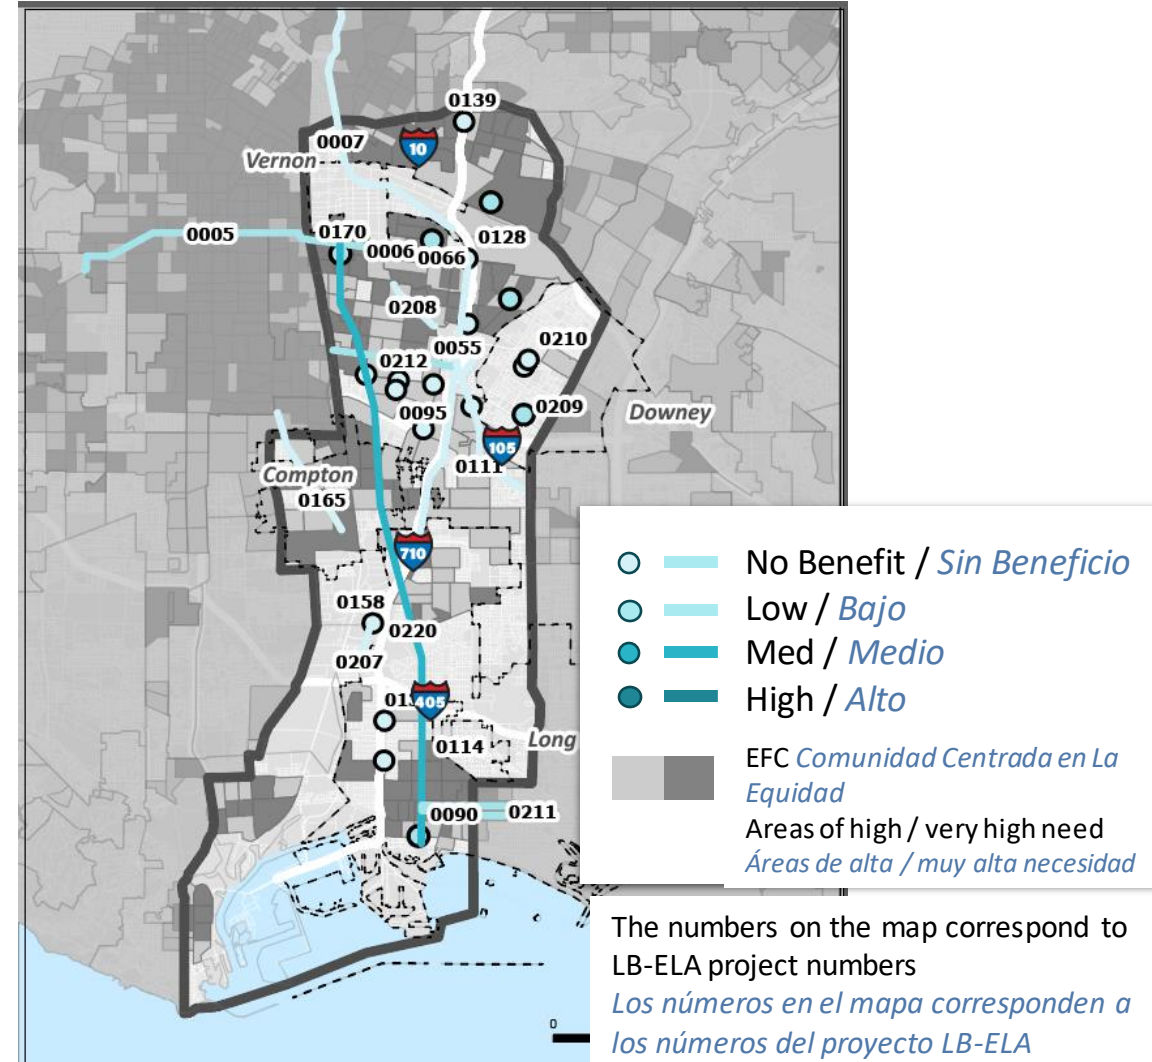 0139
0007
10
Vernon
0005
0170
0128
0006
0066
0208
0055
0210
0212
0209
Downey
0095
105
0111
Compton
0165
710
0158
0220
0207
405
Long
0114
0090
0211
0
No Benefit / Sin Beneficio
Low / Bajo
Med / Medio
High / Alto
EFC Comunidad Centrada en La
Equidad
Areas of high / very high need
Áreas de alta / muy alta necesidad
The numbers on the map correspond to
LB-ELA project numbers
Los números en el mapa corresponden a
los números del proyecto LB-ELA